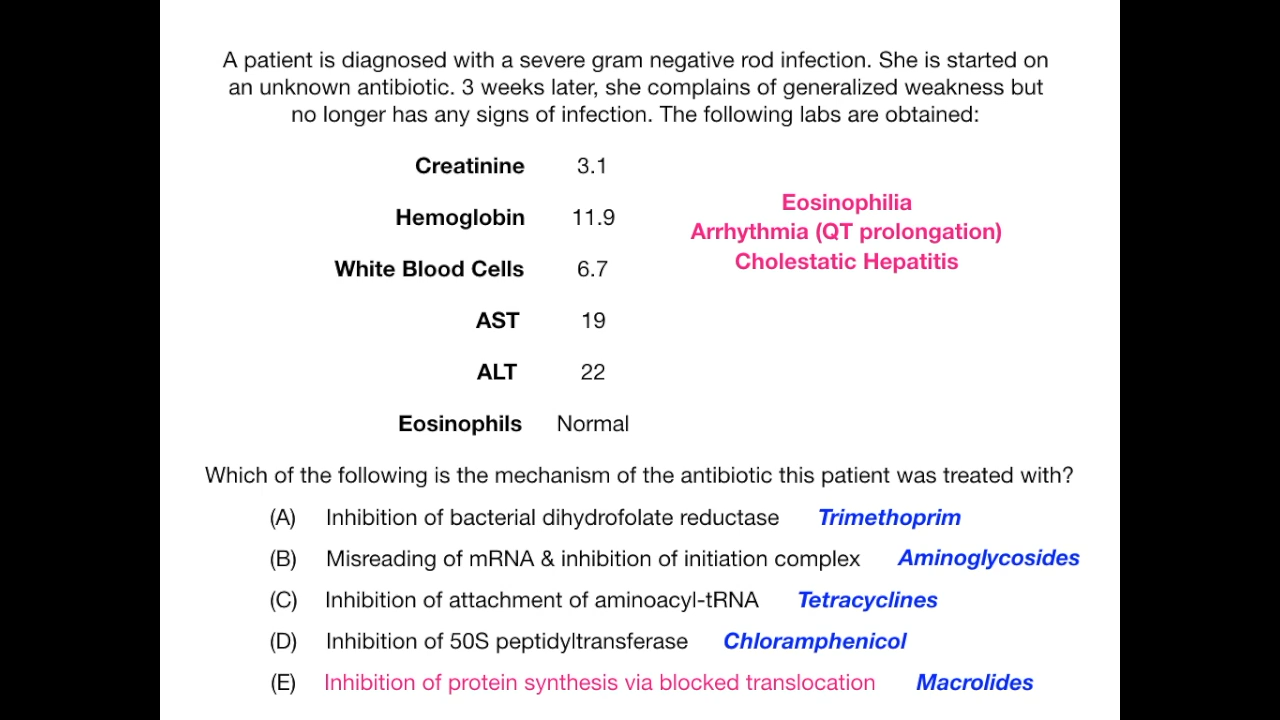 A patient is diagnosed with a severe gram negative rod infection. She is started on
an unknown antibiotic. 3 weeks later, she complains of generalized weakness but
no longer has any signs of infection. The following labs are obtained:
Creatinine 3.1
Hemoglobin 11.9
White Blood Cells 6.7
AST 19
ALT 22
Eosinophils Normal
Eosinophilia
Arrhythmia (QT prolongation)
Cholestatic Hepatitis
Which of the following is the mechanism of the antibiotic this patient was treated with?
(A) Inhibition of bacterial dihydrofolate reductase Trimethoprim
(B) Misreading of mRNA & inhibition of initiation complex Aminoglycosides
(C) Inhibition of attachment of aminoacyl-tRNA Tetracyclines
(D) Inhibition of 50S peptidyltransferase Chloramphenicol
(E) Inhibition of protein synthesis via blocked translocation Macrolides